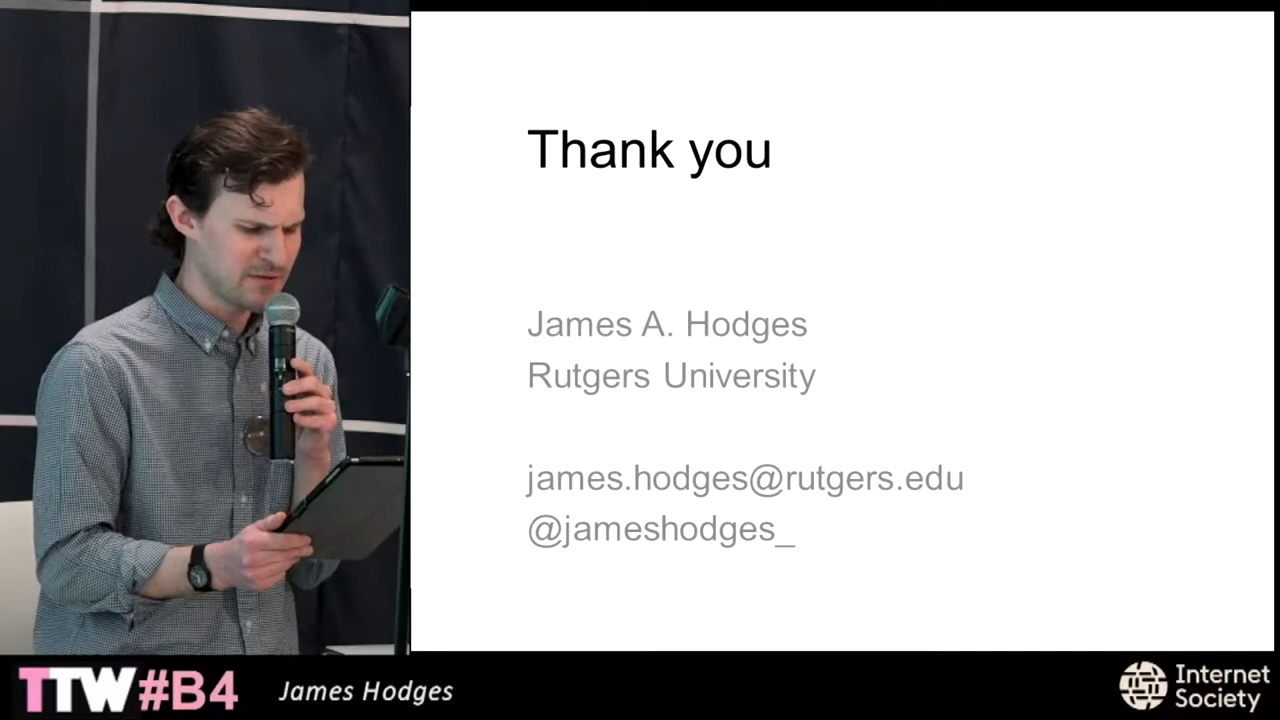 Thank you
James A. Hodges
Rutgers University
james.hodges@rutgers.edu
@jameshodges_
TTW#B4
James Hodges
Internet
Society